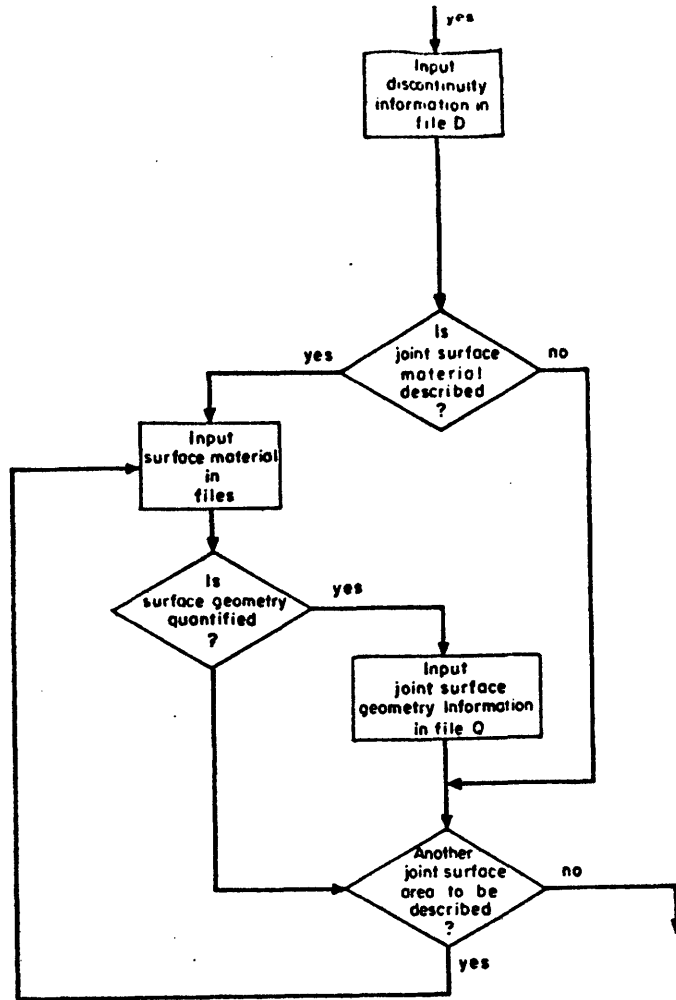 yes
Input
discontinuity
information in
file D
Is
joint surface
material
described
?
yes
no
Input
surface material
in
files
Is
surface geometry
quantified
?
yes
Input
joint surface
geometry Information
in file Q
Another
joint surface
area to be
described
?
no
yes